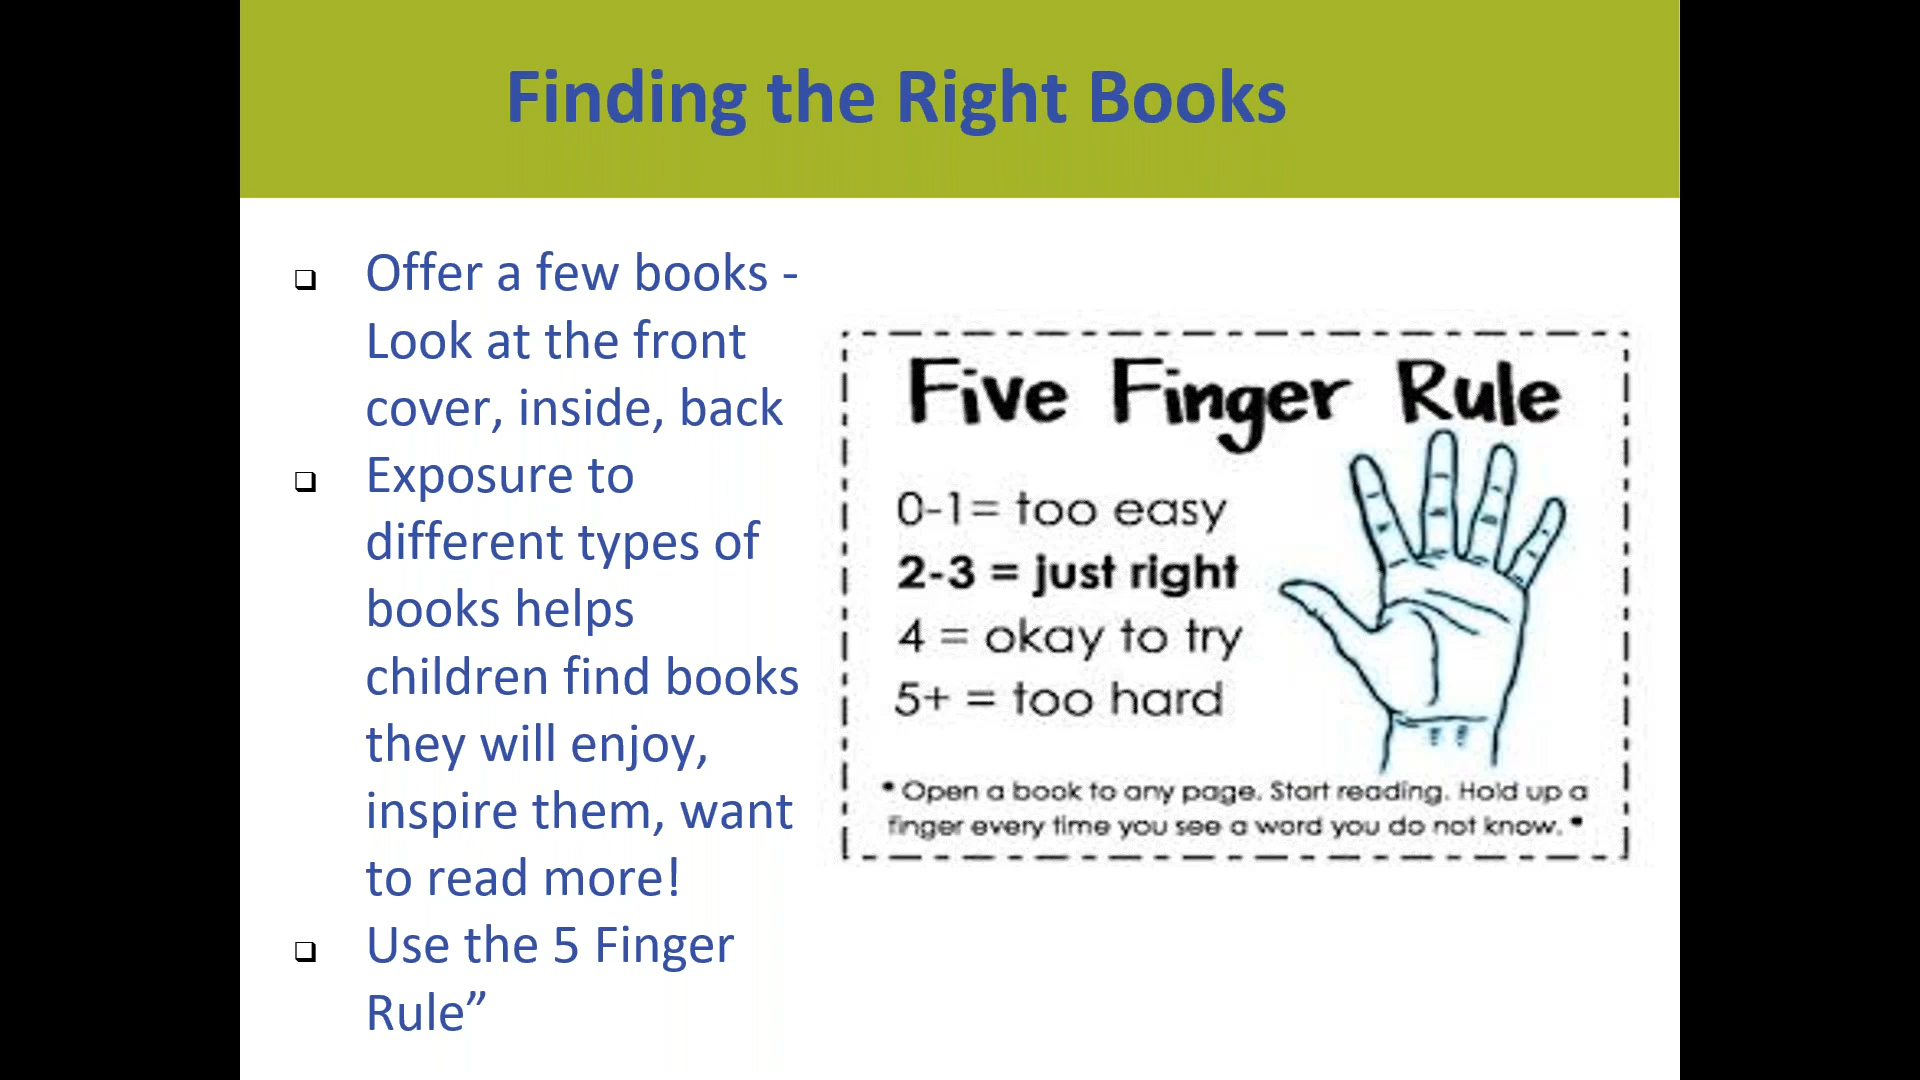 Finding the Right Books
Offer a few books -
Look at the front
cover, inside, back
Exposure to
different types of
books helps
children find books
they will enjoy,
inspire them, want
to read more!
Use the 5 Finger
Rule”
Five Finger Rule
0-1= too easy
2-3 = just right
4 = okay to try
5+ = too hard
* Open a book to any page. Start reading. Hold up a
finger every time you see a word you do not know. *